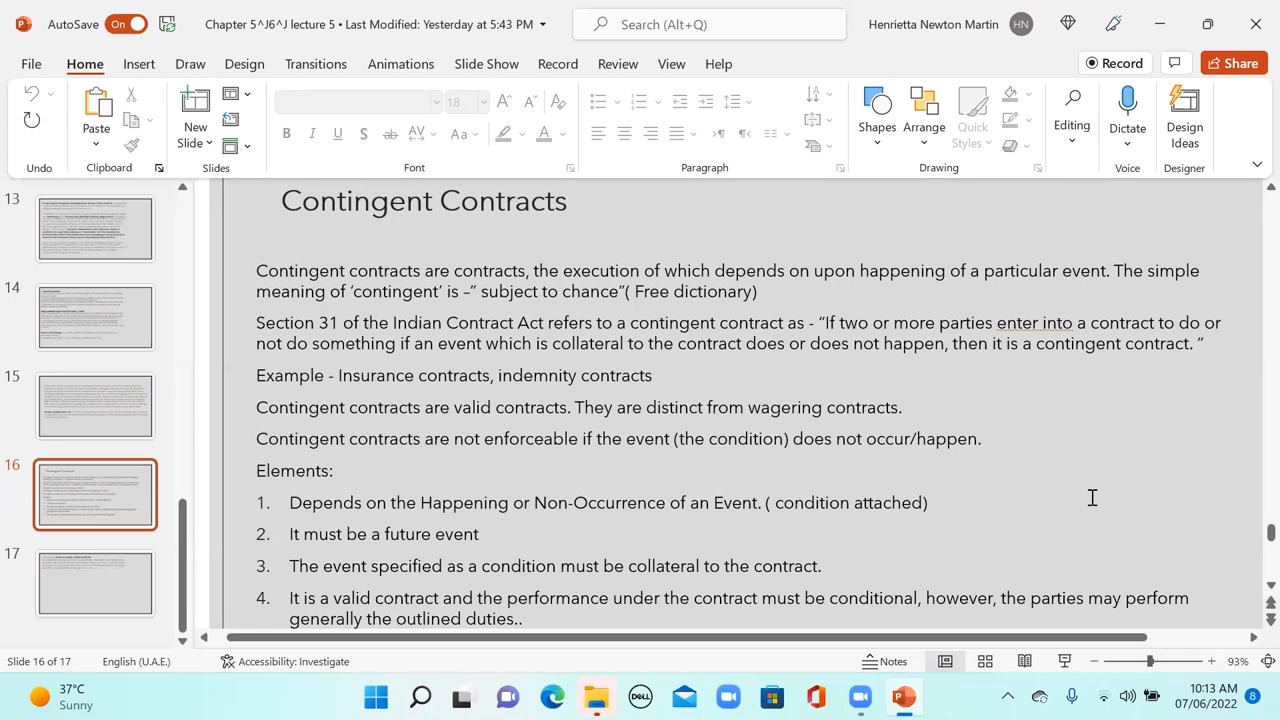 AutoSave On Chapter 5^J6^J lecture 5 • Last Modified: Yesterday at 5:43 PM Search (Alt+Q) Henrietta Newton Martin HN
File Home Insert Draw Design Transitions Animations Slide Show Record Review View Help Record Share
18
Paste New Slide Shapes Arrange Quick Styles Editing Dictate Design Ideas
Undo Clipboard Slides Font Paragraph Drawing Voice Designer
Contingent Contracts
Contingent contracts are contracts, the execution of which depends on upon happening of a particular event. The simple
meaning of ‘contingent’ is –” subject to chance”( Free dictionary)
Section 31 of the Indian Contract Act refers to a contingent contract as - “If two or more parties enter into a contract to do or
not do something if an event which is collateral to the contract does or does not happen, then it is a contingent contract. “
Example - Insurance contracts, indemnity contracts
Contingent contracts are valid contracts. They are distinct from wagering contracts.
Contingent contracts are not enforceable if the event (the condition) does not occur/happen.
Elements:
1. Depends on the Happening or Non-Occurrence of an Event. ( condition attached)
2. It must be a future event
3. The event specified as a condition must be collateral to the contract.
4. It is a valid contract and the performance under the contract must be conditional, however, the parties may perform
generally the outlined duties..
13
14
15
16
17
Slide 16 of 17 English (U.A.E.) Accessibility: Investigate Notes 93%
37°C
Sunny
DELL
10:13 AM
07/06/2022
8